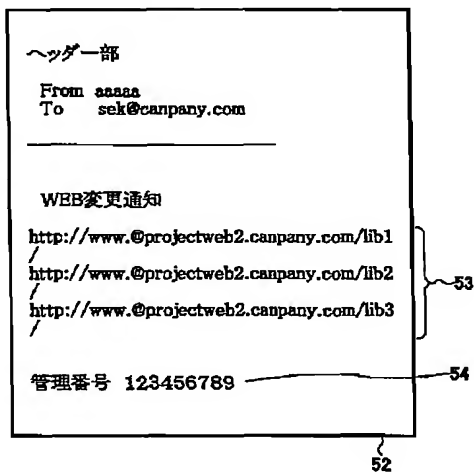 ヘッダー部
From aaaaa
To sek@canpany.com
WEB変更通知
http://www.@projectweb2.canpany.com/lib1
/
http://www.@projectweb2.canpany.com/lib2
/
http://www.@projectweb2.canpany.com/lib3
/
53
管理番号 123456789
54
52